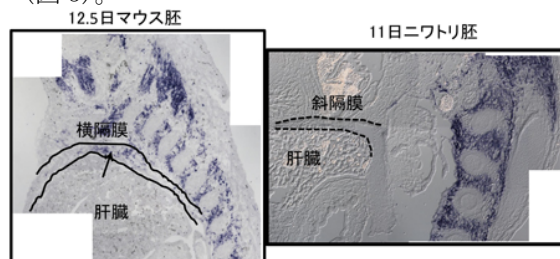 （図 6）。
12.5日マウス胚
11日ニワトリ胚
横隔膜
肝臓
斜隔膜
肝臓